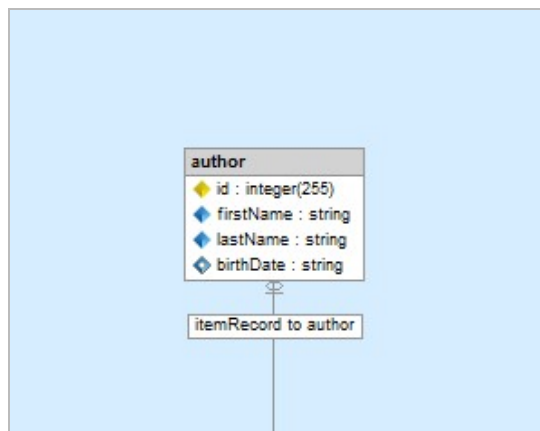 author
id : integer(255)
firstName : string
lastName : string
birthDate : string
itemRecord to author